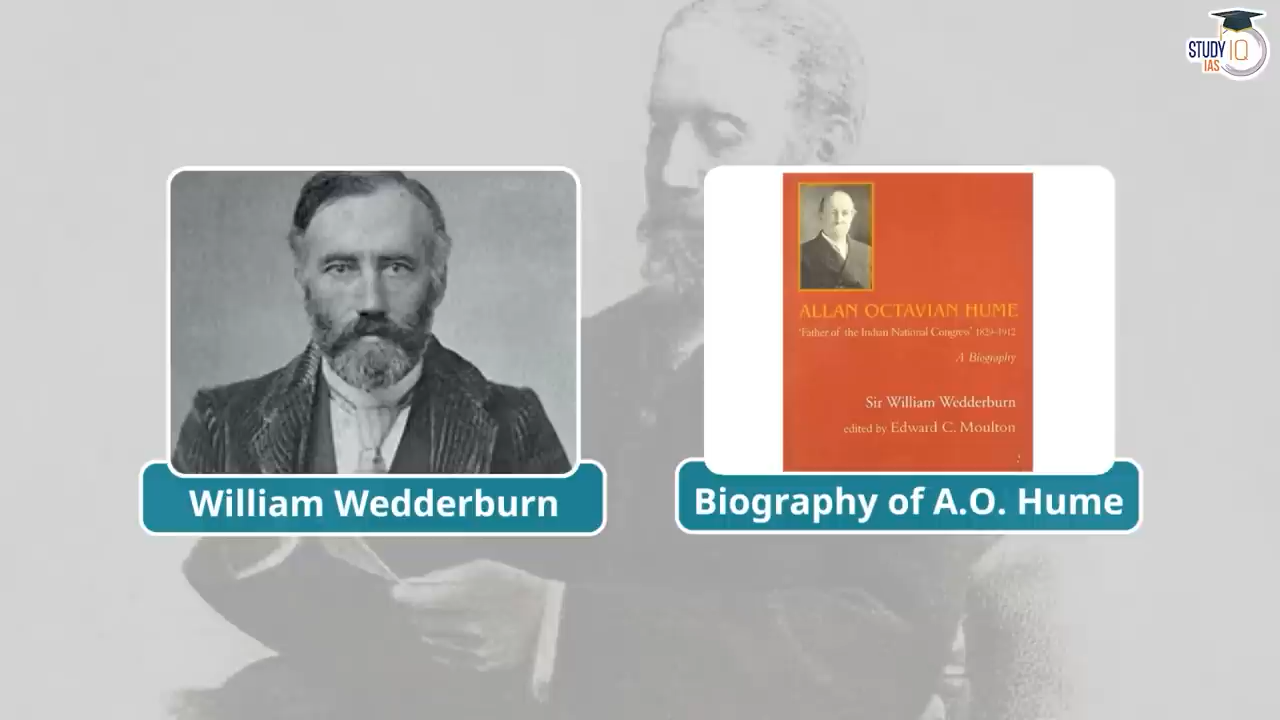 STUDY IQ
IAS
ALLAN OCTAVIAN HUME
'Father of the Indian National Congress' 1829-1912
A Biography
Sir William Wedderburn
edited by Edward C. Moulton
William Wedderburn
Biography of A.O. Hume